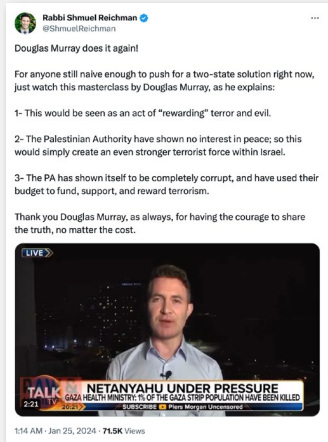 Rabbi Shmuel Reichman
@ShmuelReichman
Douglas Murray does it again!
For anyone still naive enough to push for a two-state solution right now,
just watch this masterclass by Douglas Murray, as he explains:
1- This would be seen as an act of “rewarding” terror and evil.
2- The Palestinian Authority have shown no interest in peace; so this
would simply create an even stronger terrorist force within Israel.
3- The PA has shown itself to be completely corrupt, and have used their
budget to fund, support, and reward terrorism.
Thank you Douglas Murray, as always, for having the courage to share
the truth, no matter the cost.
LIVE
TALK
TV
NETANYAHU UNDER PRESSURE
GAZA HEALTH MINISTRY: 1% OF THE GAZA STRIP POPULATION HAVE BEEN KILLED
2:21
20:21
SUBSCRIBE Piers Morgan Uncensored
1:14 AM · Jan 25, 2024 · 71.5K Views